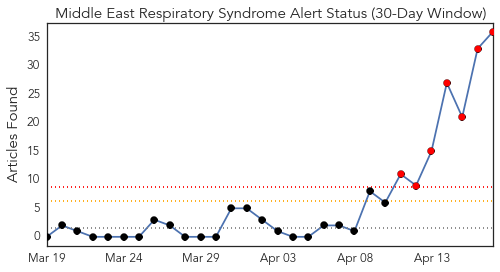 Middle East Respiratory Syndrome Alert Status (30-Day Window)
Articles Found
35
30
25
20
15
10
5
0
Mar 19 Mar 24 Mar 29 Apr 03 Apr 08 Apr 13